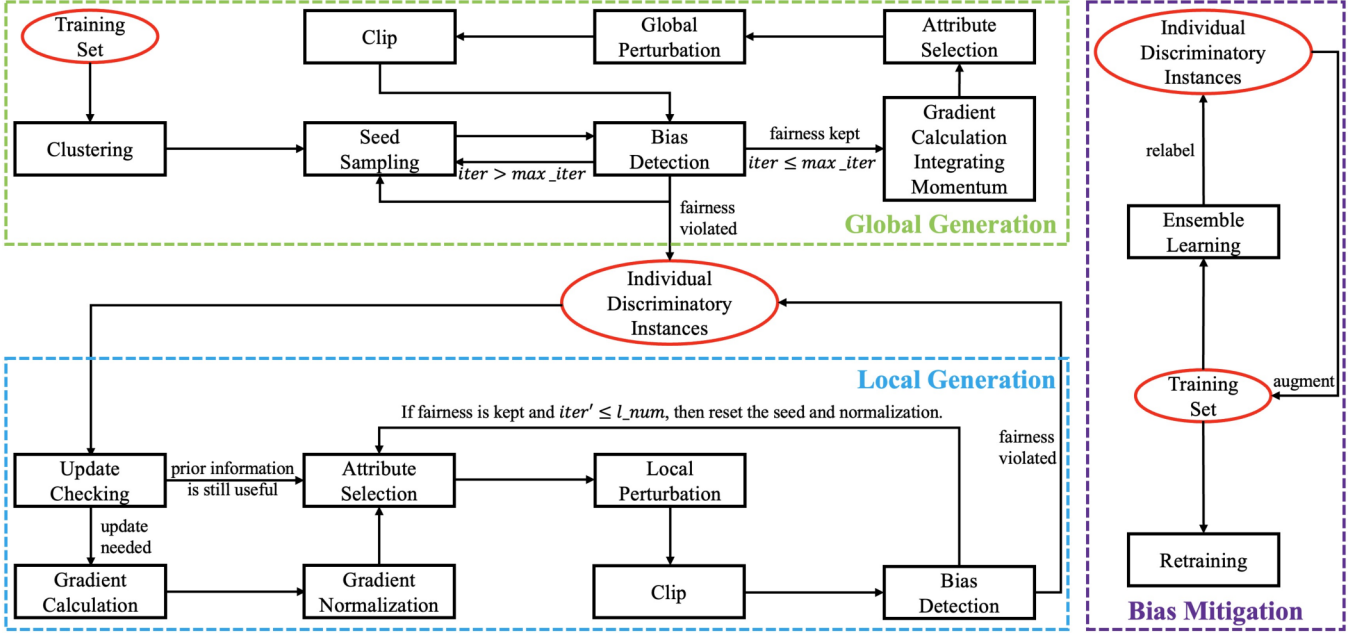 Training
Set
Clip
Global
Perturbation
Attribute
Selection
Clustering
Seed
Sampling
Bias
Detection
Gradient
Calculation
Integrating
Momentum
fairness kept
iter ≤ max_iter
iter > max_iter
fairness
violated
Global Generation
Individual
Discriminatory
Instances
Local Generation
If fairness is kept and iter′ ≤ l_num, then reset the seed and normalization.
fairness
violated
Update
Checking
prior information
is still useful
Attribute
Selection
Local
Perturbation
update
needed
Gradient
Calculation
Gradient
Normalization
Clip
Bias
Detection
Individual
Discriminatory
Instances
relabel
Ensemble
Learning
Training
Set
augment
Retraining
Bias Mitigation